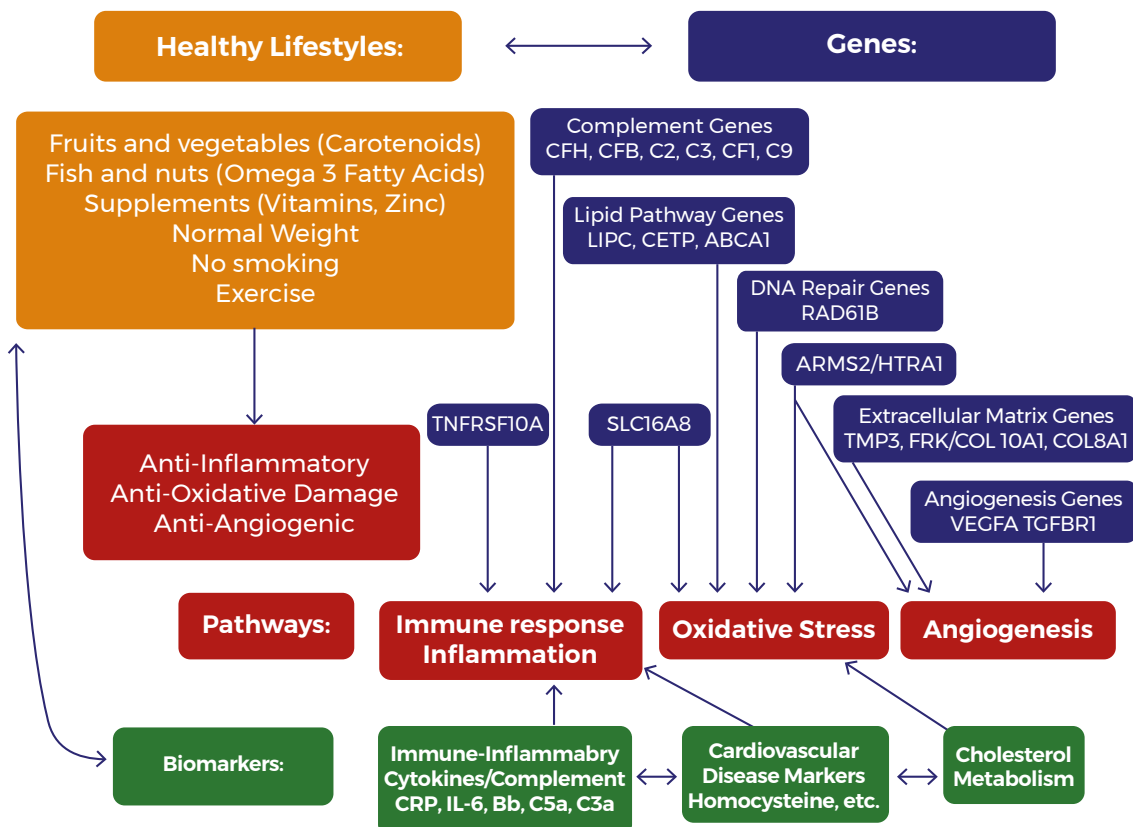 Healthy Lifestyles:
Genes:
Fruits and vegetables (Carotenoids)
Fish and nuts (Omega 3 Fatty Acids)
Supplements (Vitamins, Zinc)
Normal Weight
No smoking
Exercise
Complement Genes
CFH, CFB, C2, C3, CF1, C9
Lipid Pathway Genes
LIPC, CETP, ABCA1
DNA Repair Genes
RAD61B
ARMS2/HTRA1
TNFRSF10A
SLC16A8
Extracellular Matrix Genes
TMP3, FRK/COL 10A1, COL8A1
Anti-Inflammatory
Anti-Oxidative Damage
Anti-Angiogenic
Angiogenesis Genes
VEGFA TGFBR1
Pathways:
Immune response
Inflammation
Oxidative Stress
Angiogenesis
Biomarkers:
Immune-Inflammabry
Cytokines/Complement
CRP, IL-6, Bb, C5a, C3a
Cardiovascular
Disease Markers
Homocysteine, etc.
Cholesterol
Metabolism